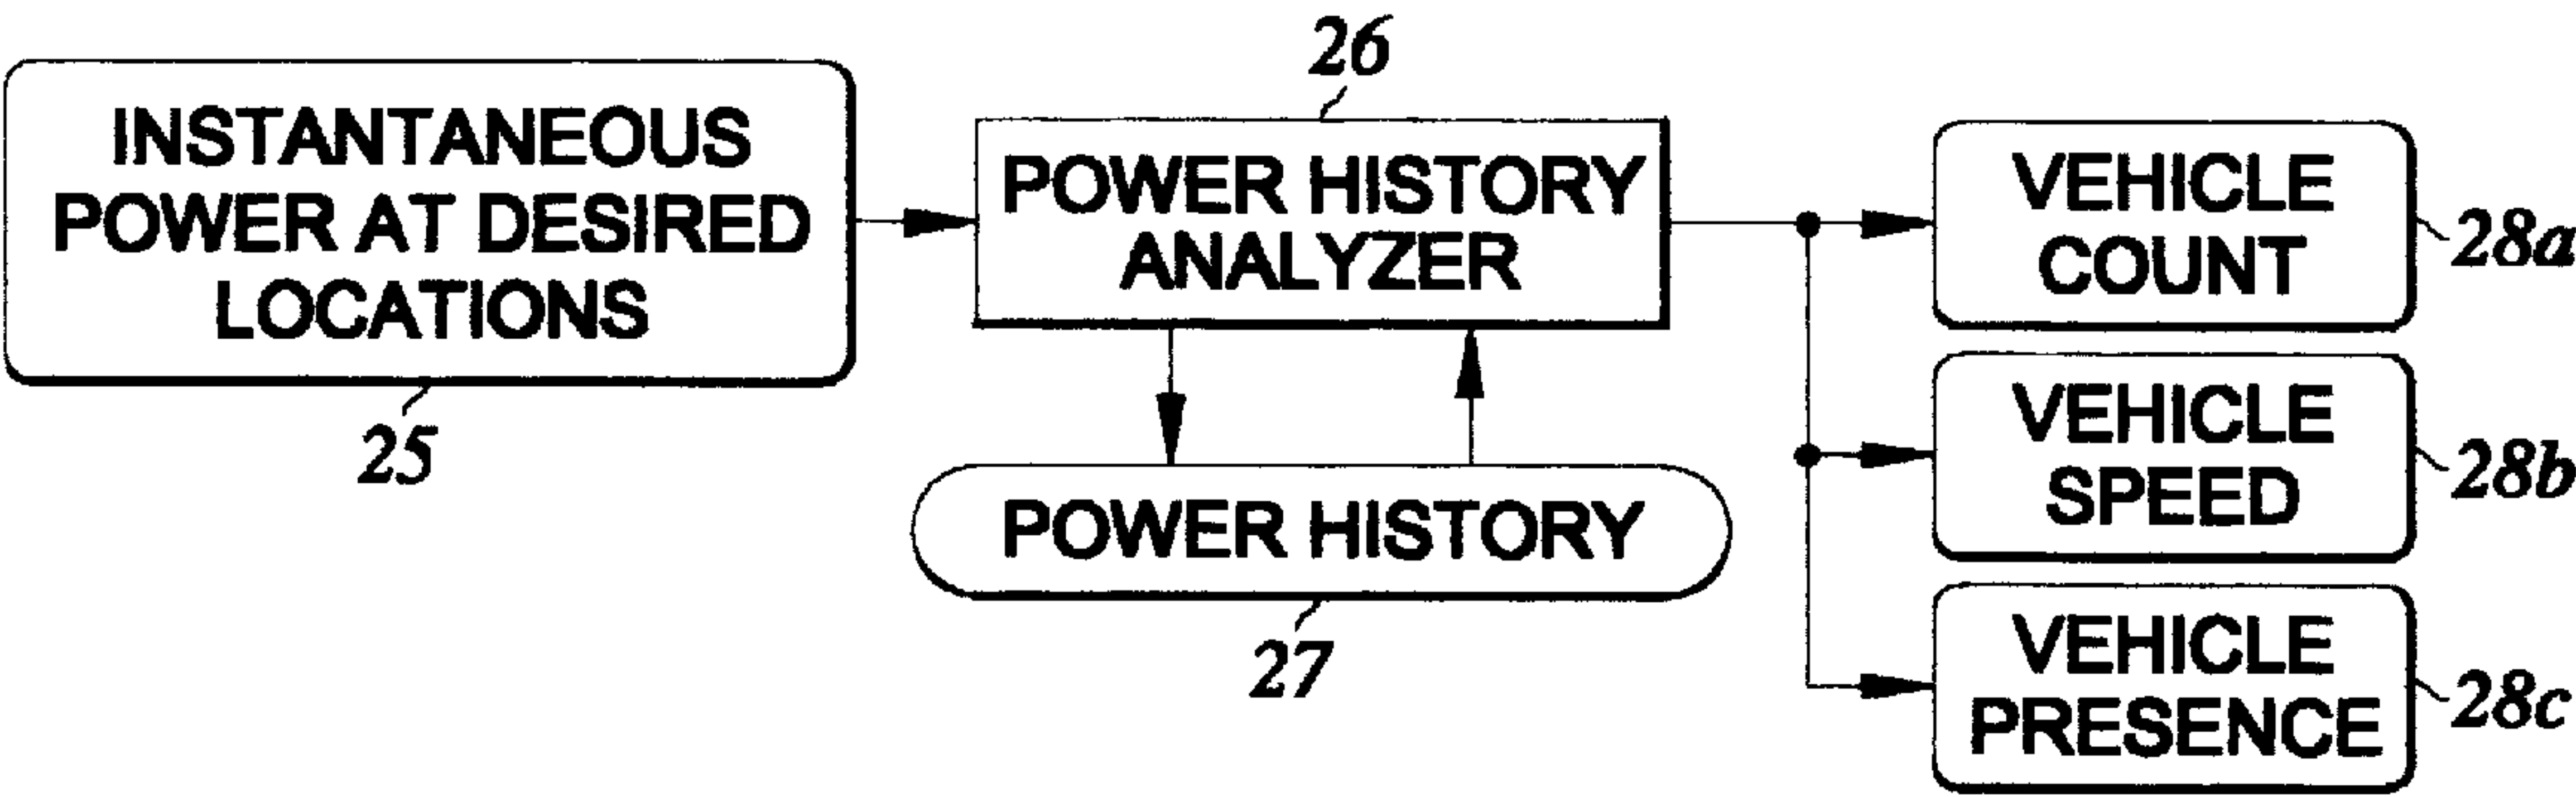 INSTANTANEOUS
POWER AT DESIRED
LOCATIONS
25
26
POWER HISTORY
ANALYZER
POWER HISTORY
27
VEHICLE
COUNT
28a
VEHICLE
SPEED
28b
VEHICLE
PRESENCE
28c